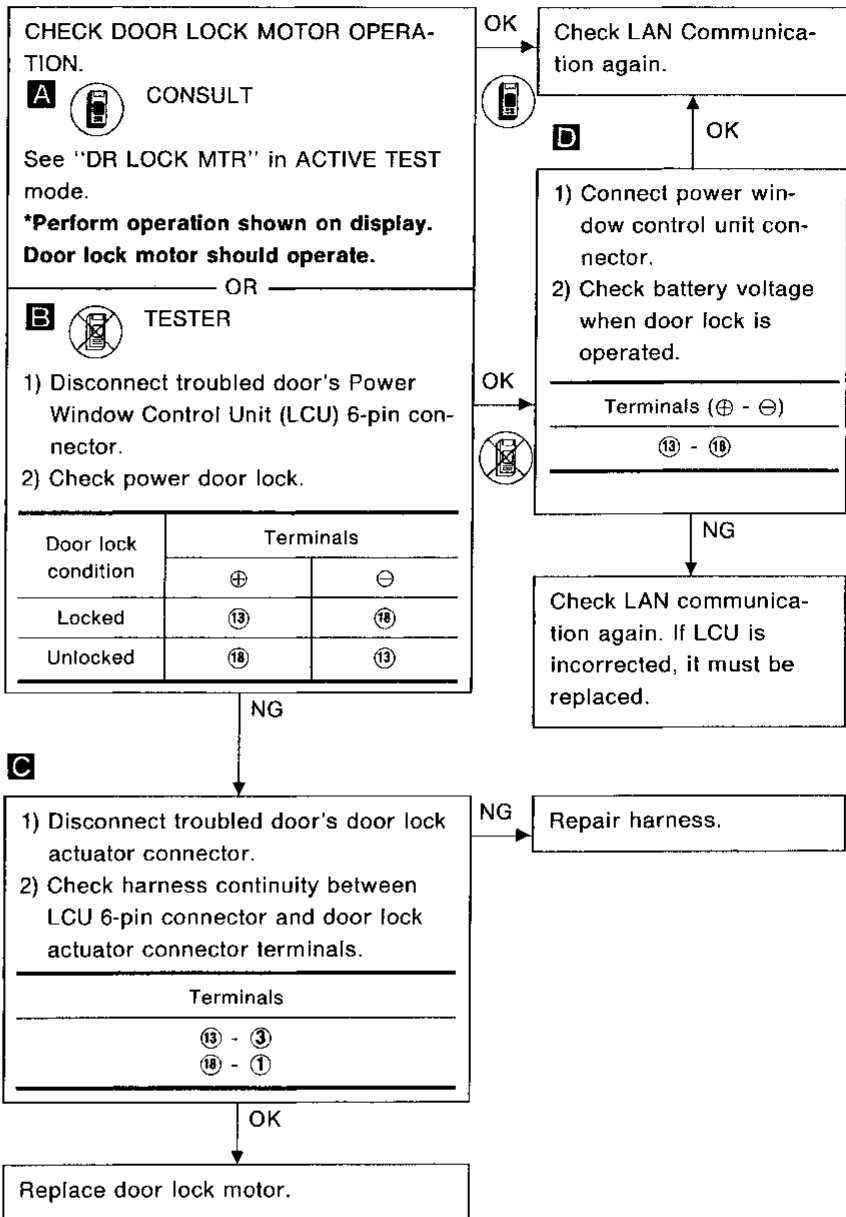 CHECK DOOR LOCK MOTOR OPERA-
TION.
A CONSULT
See "DR LOCK MTR" in ACTIVE TEST
mode.
*Perform operation shown on display.
Door lock motor should operate.
OR
B TESTER
1) Disconnect troubled door's Power
Window Control Unit (LCU) 6-pin con-
nector.
2) Check power door lock.
Door lock
condition
Terminals
⊕ ⊖
Locked ⑬ ⑱
Unlocked ⑱ ⑬
OK
Check LAN Communica-
tion again.
OK
D
OK
1) Connect power win-
dow control unit con-
nector.
2) Check battery voltage
when door lock is
operated.
Terminals (⊕ - ⊖)
⑬ - ⑱
NG
Check LAN communica-
tion again. If LCU is
incorrected, it must be
replaced.
NG
C
1) Disconnect troubled door's door lock
actuator connector.
2) Check harness continuity between
LCU 6-pin connector and door lock
actuator connector terminals.
Terminals
⑬ - ③
⑱ - ①
NG
Repair harness.
OK
Replace door lock motor.